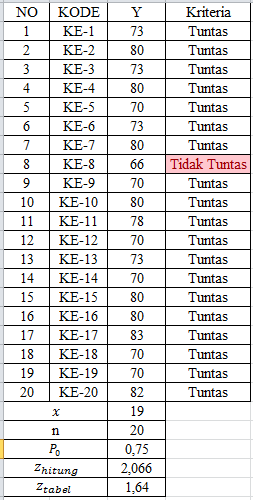 NO KODE Y Kriteria
1 KE-1 73 Tuntas
2 KE-2 80 Tuntas
3 KE-3 73 Tuntas
4 KE-4 80 Tuntas
5 KE-5 70 Tuntas
6 KE-6 73 Tuntas
7 KE-7 80 Tuntas
8 KE-8 66 Tidak Tuntas
9 KE-9 70 Tuntas
10 KE-10 80 Tuntas
11 KE-11 78 Tuntas
12 KE-12 70 Tuntas
13 KE-13 73 Tuntas
14 KE-14 70 Tuntas
15 KE-15 80 Tuntas
16 KE-16 80 Tuntas
17 KE-17 83 Tuntas
18 KE-18 70 Tuntas
19 KE-19 70 Tuntas
20 KE-20 82 Tuntas
x 19
n 20
P₀ 0,75
z_hitung 2,066
z_tabel 1,64